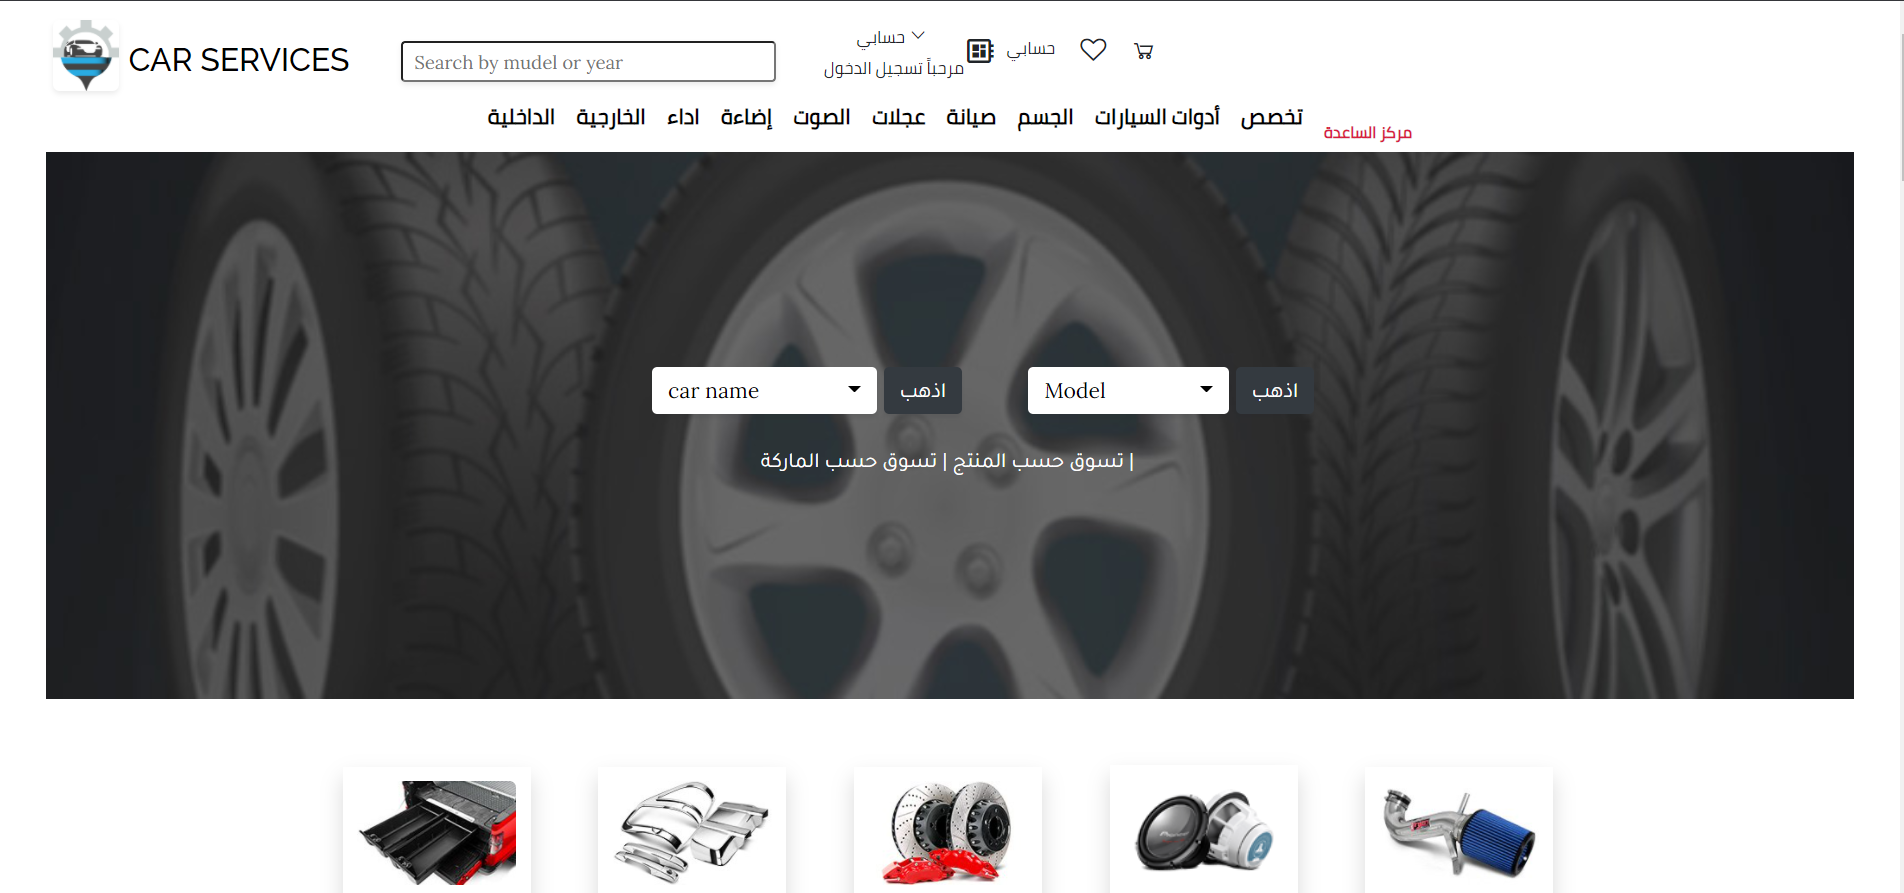 CAR SERVICES
Search by mudel or year
حسابي
مرحباً تسجيل الدخول
حسابي
تخصص أدوات السيارات الجسم صيانة عجلات الصوت إضاءة اداء الخارجية الداخلية
مركز الساعدة
car name
اذهب
Model
اذهب
| تسوق حسب المنتج | تسوق حسب الماركة